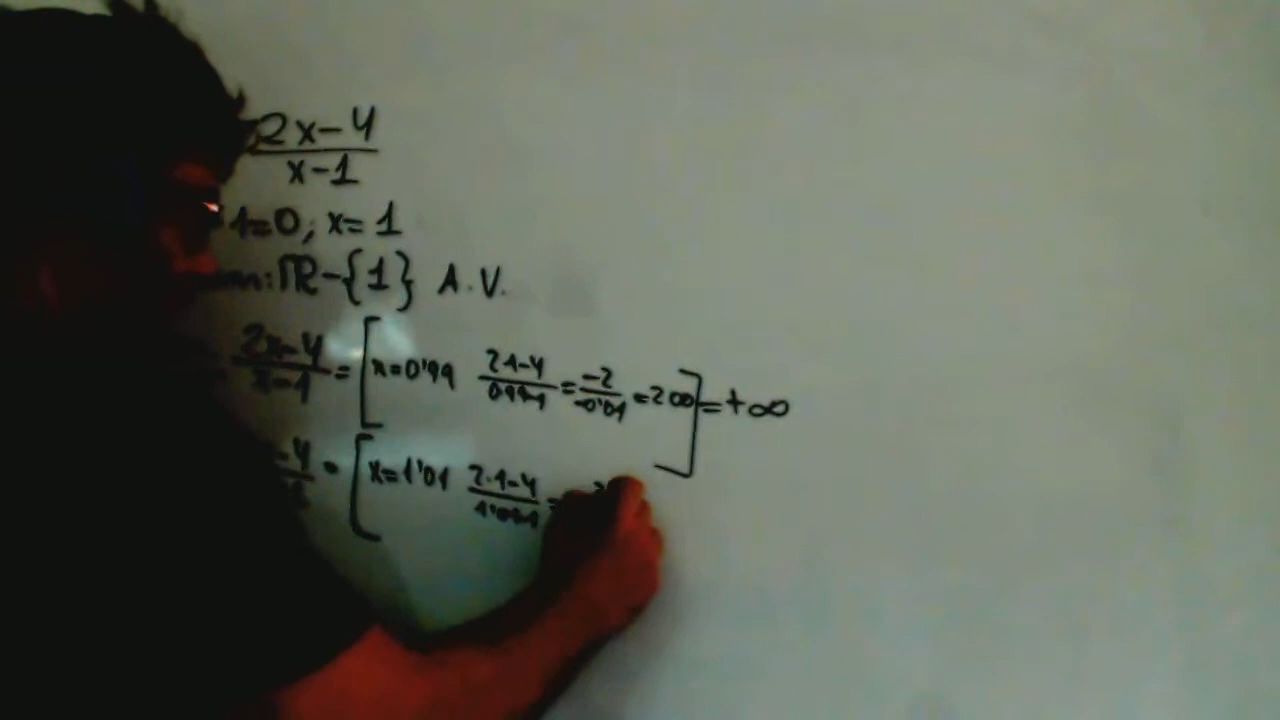 2x-4
x-1
1=0; x=1
m: ℝ-{1} A.V.
2x-4 / x-1 = [x=0'99 2·1-4 / 0'99-1 = -2 / -0'01 = 200] = +∞
-4 = [x=1'01 2·1-4 / 1'01-1 =